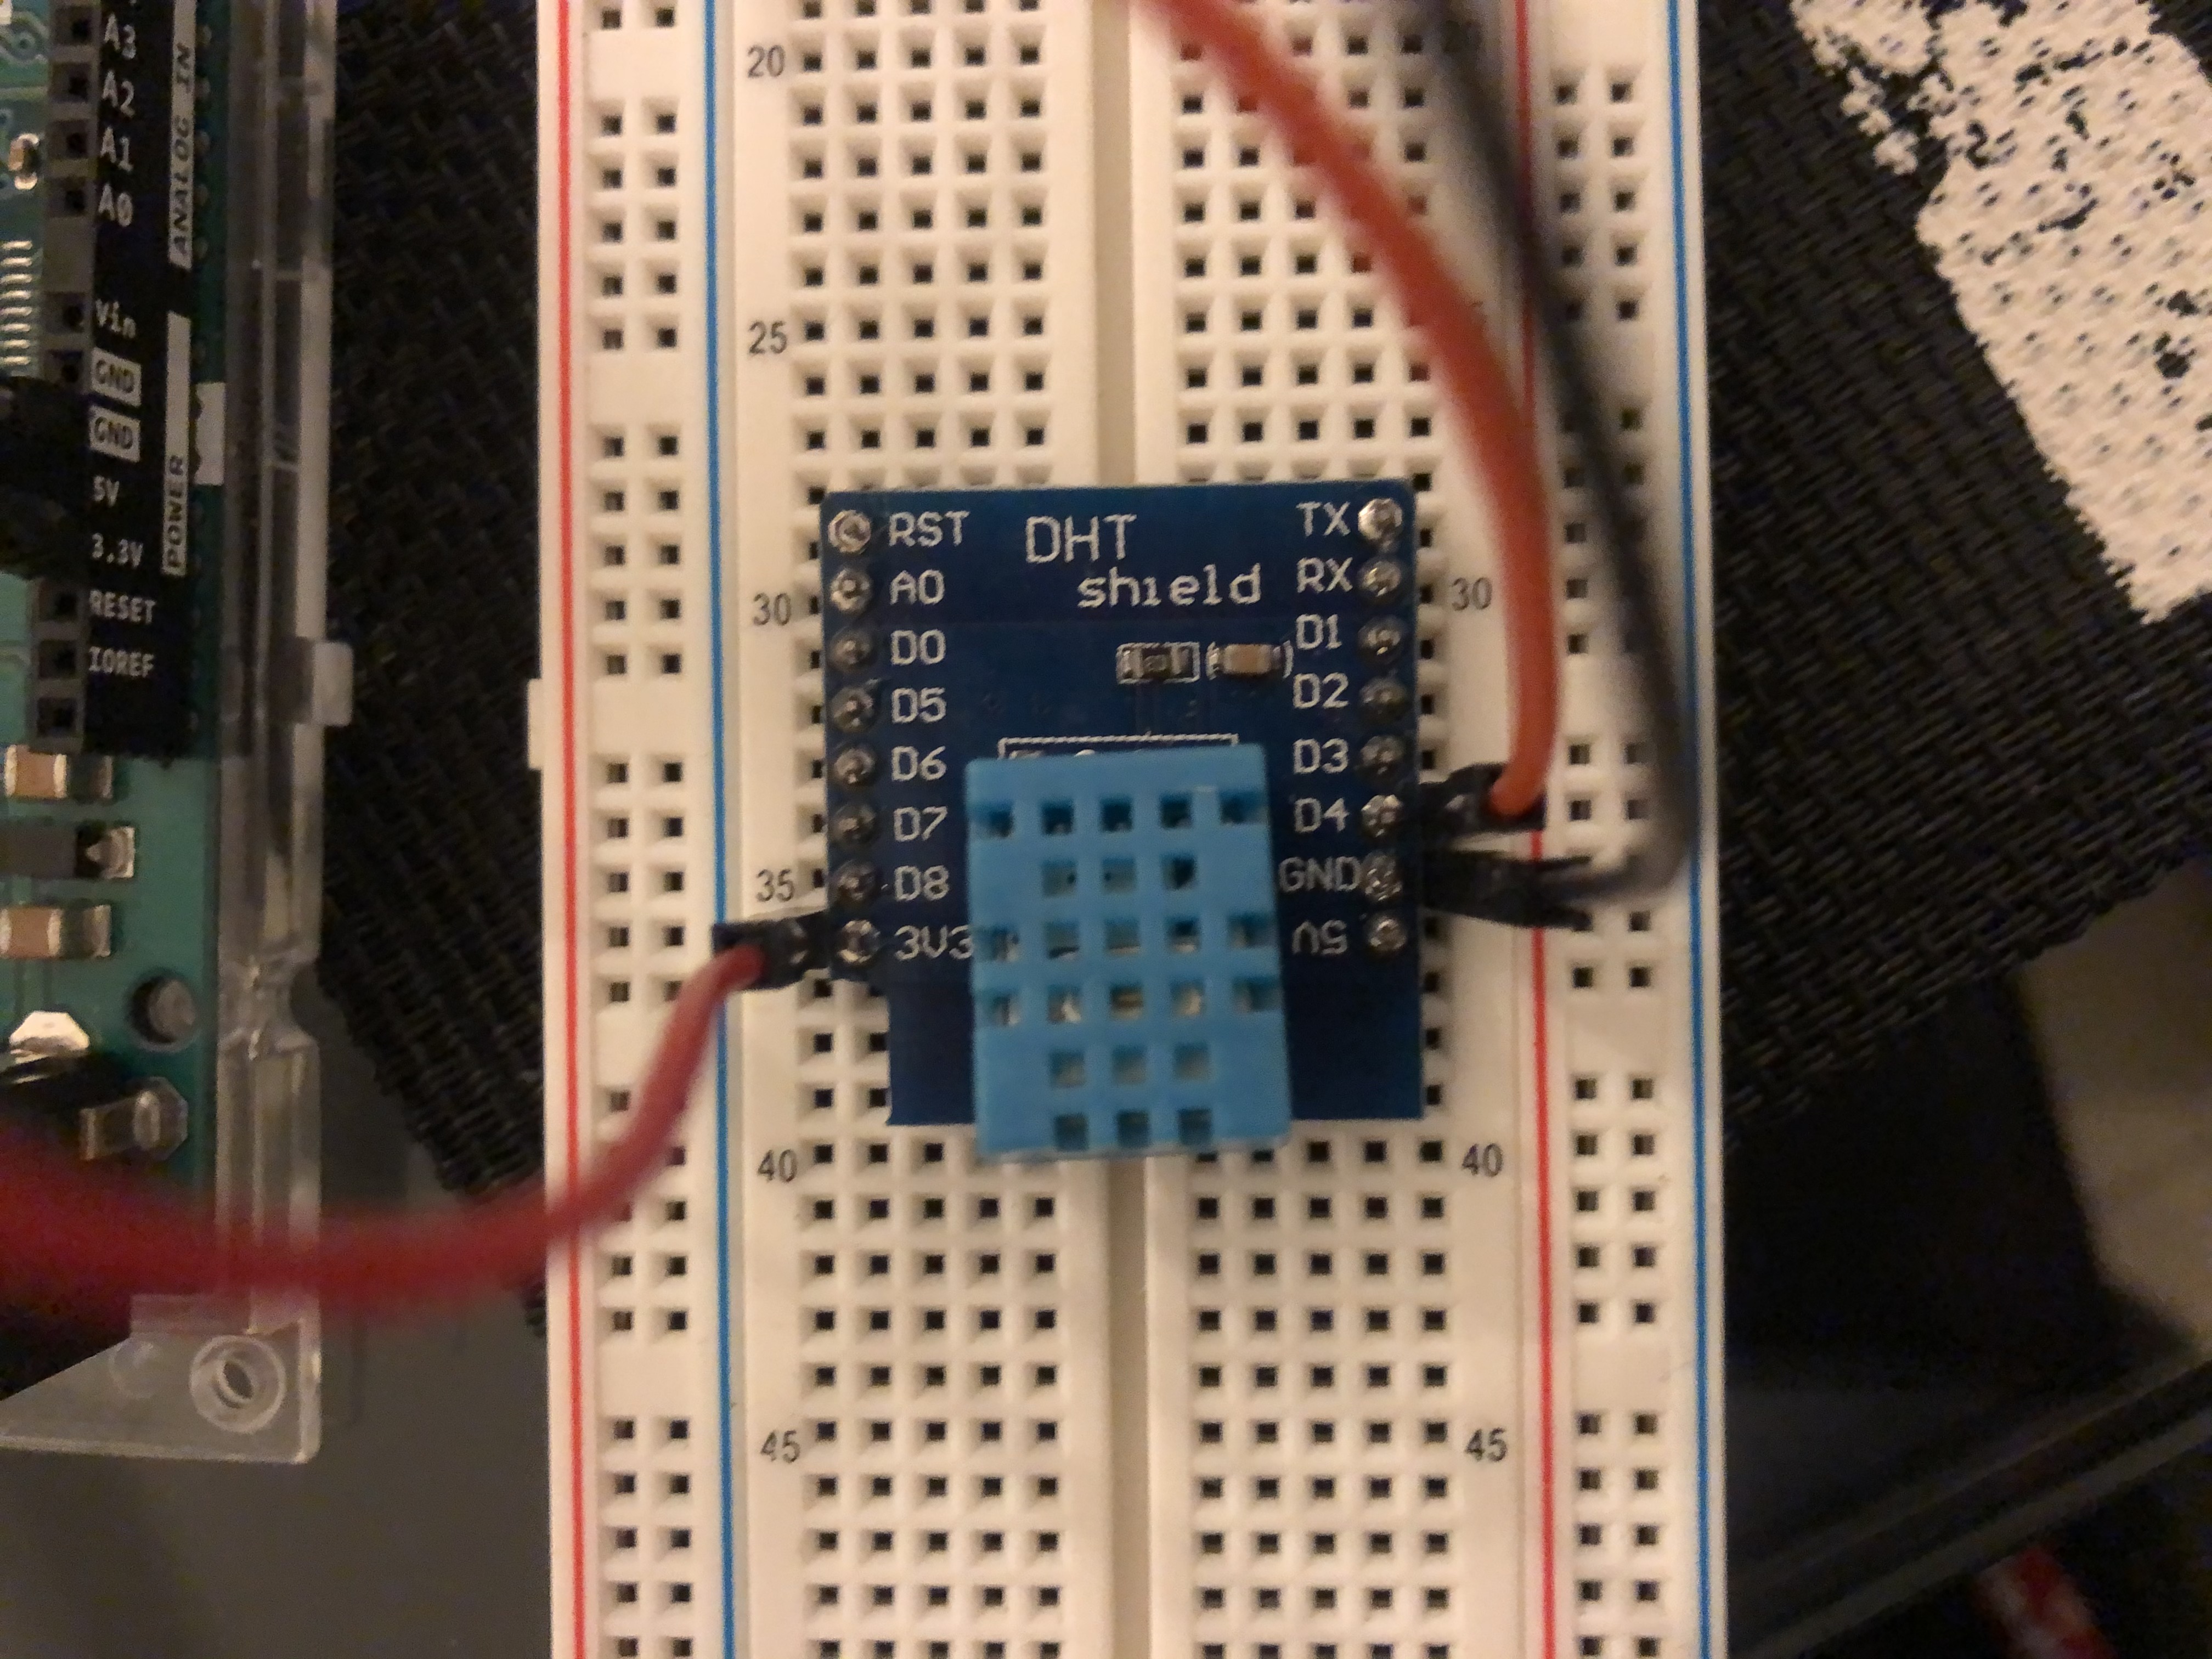 IOREF
RESET
3.3V
5V
GND
GND
Vin
A0
A1
A2
A3
POWER
ANALOG IN
45
40
35
30
25
20
3V3
D8
D7
D6
D5
D0
A0
RST
DHT
shield
5V
GND
D4
D3
D2
D1
RX
TX
45
40
30